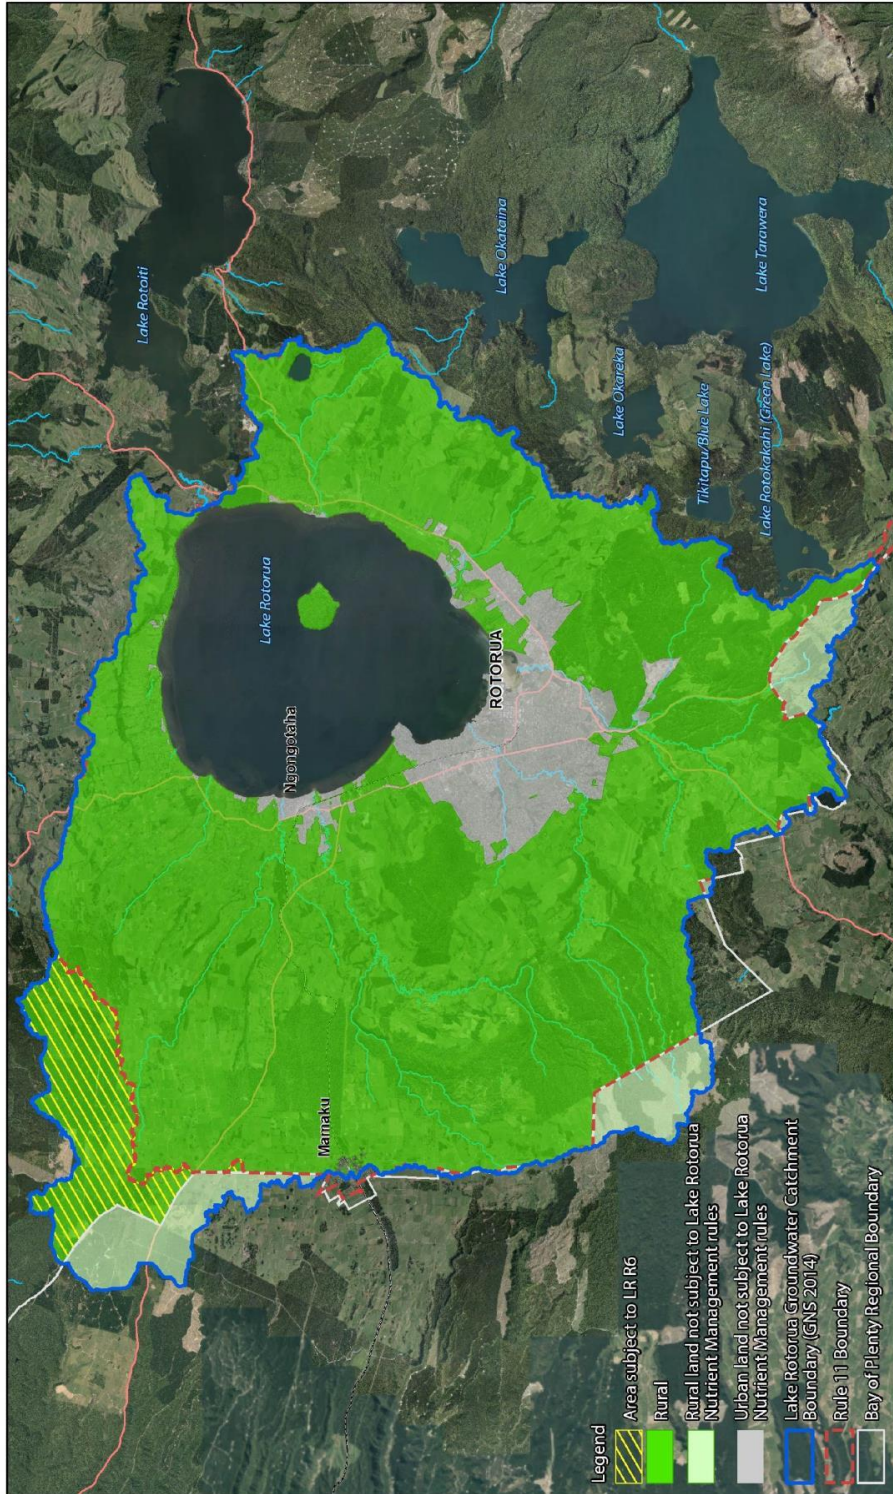 Lake Rotoiti
Lake Rotorua
Lake Okataina
Lake Tarawera
Lake Okareka
Tikitapu/Blue Lake
Lake Rotokakahi (Green Lake)
Ngongotaha
ROTORUA
Mamaku
Legend
Area subject to LR R6
Rural
Rural land not subject to Lake Rotorua
Nutrient Management rules
Urban land not subject to Lake Rotorua
Nutrient Management rules
Lake Rotorua Groundwater Catchment
Boundary (GNS 2014)
Rule 11 Boundary
Bay of Plenty Regional Boundary